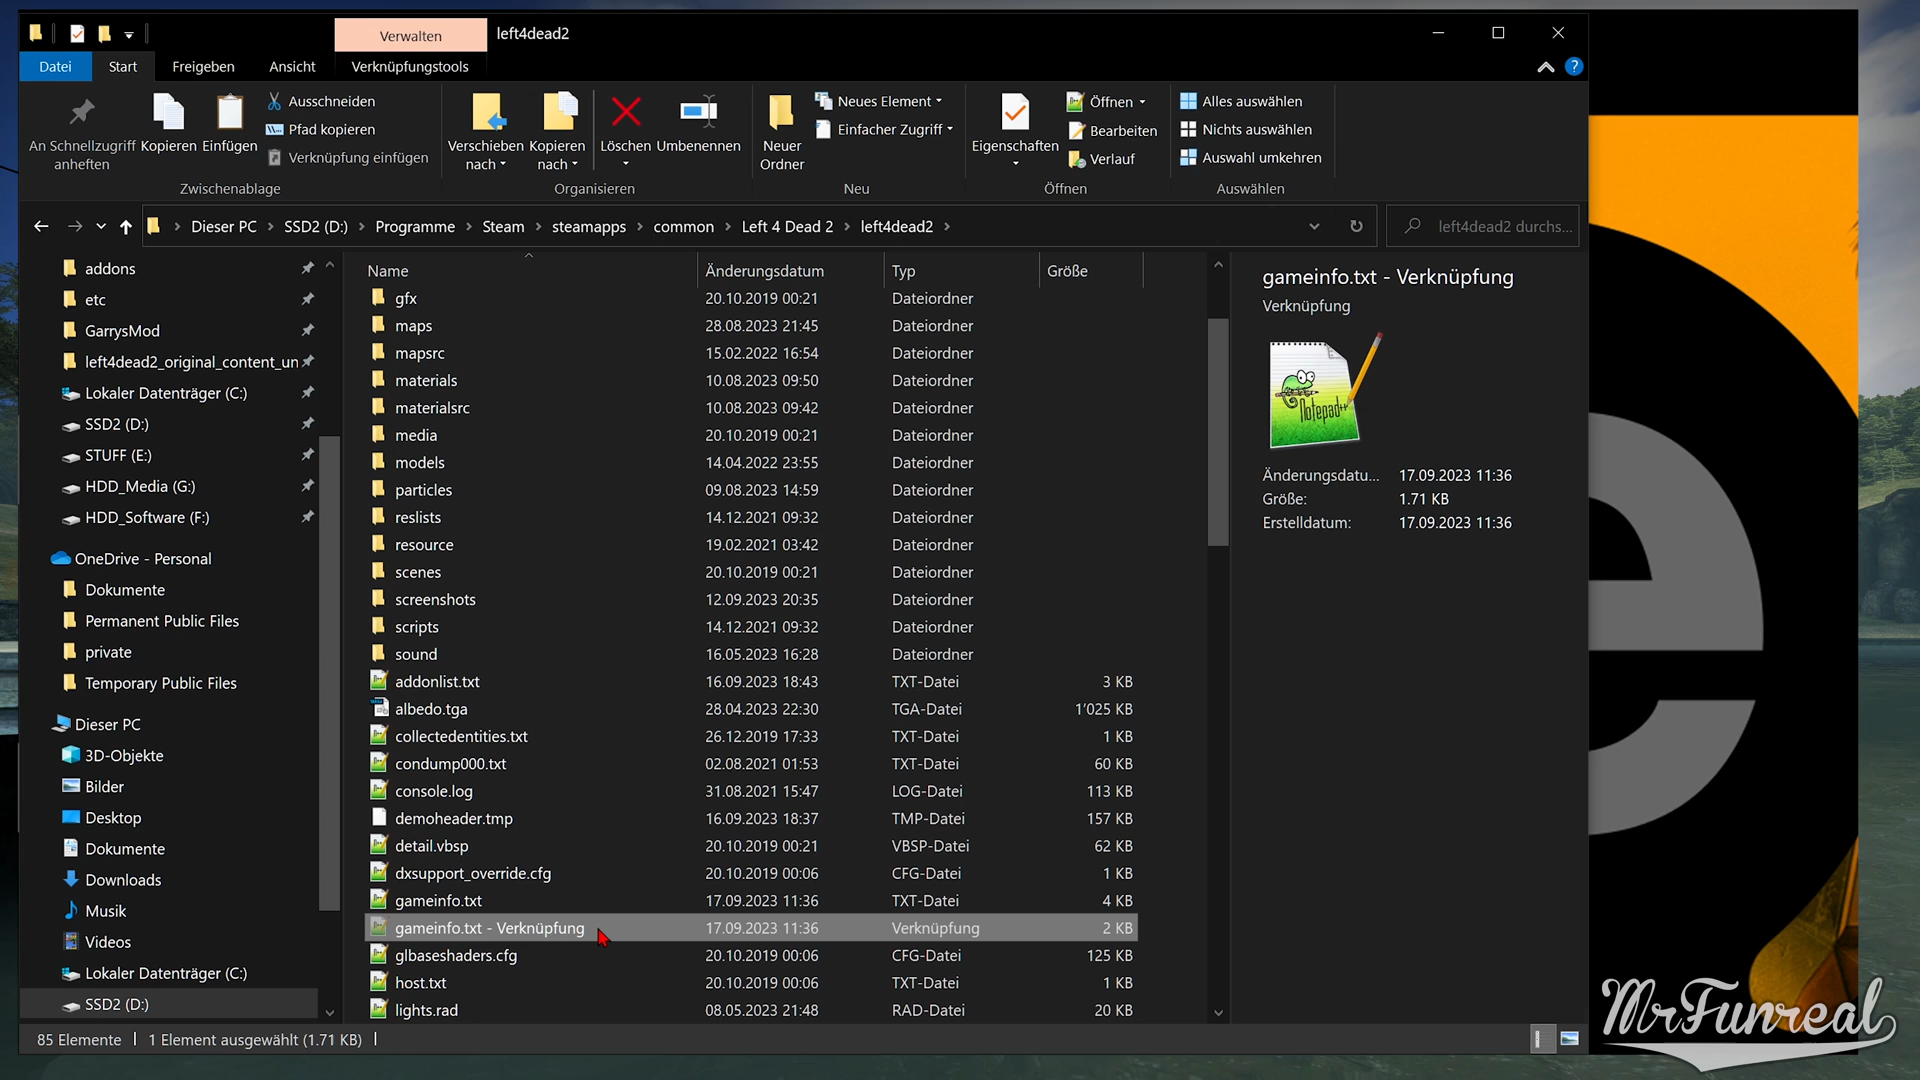 Verwalten
left4dead2
Datei
Start
Freigeben
Ansicht
Verknüpfungstools
An Schnellzugriff
anheften
Kopieren
Einfügen
Ausschneiden
Pfad kopieren
Verknüpfung einfügen
Zwischenablage
Verschieben
nach
Kopieren
nach
Löschen
Umbenennen
Organisieren
Neuer
Ordner
Neues Element
Einfacher Zugriff
Neu
Eigenschaften
Öffnen
Bearbeiten
Verlauf
Öffnen
Alles auswählen
Nichts auswählen
Auswahl umkehren
Auswählen
Dieser PC > SSD2 (D:) > Programme > Steam > steamapps > common > Left 4 Dead 2 > left4dead2 >
left4dead2 durchs...
addons
etc
GarrysMod
left4dead2_original_content_un
Lokaler Datenträger (C:)
SSD2 (D:)
STUFF (E:)
HDD_Media (G:)
HDD_Software (F:)
OneDrive - Personal
Dokumente
Permanent Public Files
private
Temporary Public Files
Dieser PC
3D-Objekte
Bilder
Desktop
Dokumente
Downloads
Musik
Videos
Lokaler Datenträger (C:)
SSD2 (D:)
Name Änderungsdatum Typ Größe
gfx 20.10.2019 00:21 Dateiordner
maps 28.08.2023 21:45 Dateiordner
mapsrc 15.02.2022 16:54 Dateiordner
materials 10.08.2023 09:50 Dateiordner
materialsrc 10.08.2023 09:42 Dateiordner
media 20.10.2019 00:21 Dateiordner
models 14.04.2022 23:55 Dateiordner
particles 09.08.2023 14:59 Dateiordner
reslists 14.12.2021 09:32 Dateiordner
resource 19.02.2021 03:42 Dateiordner
scenes 20.10.2019 00:21 Dateiordner
screenshots 12.09.2023 20:35 Dateiordner
scripts 14.12.2021 09:32 Dateiordner
sound 16.05.2023 16:28 Dateiordner
addonlist.txt 16.09.2023 18:43 TXT-Datei 3 KB
albedo.tga 28.04.2023 22:30 TGA-Datei 1'025 KB
collectedentities.txt 26.12.2019 17:33 TXT-Datei 1 KB
condump000.txt 02.08.2021 01:53 TXT-Datei 60 KB
console.log 31.08.2021 15:47 LOG-Datei 113 KB
demoheader.tmp 16.09.2023 18:37 TMP-Datei 157 KB
detail.vbsp 20.10.2019 00:21 VBSP-Datei 62 KB
dxsupport_override.cfg 20.10.2019 00:06 CFG-Datei 1 KB
gameinfo.txt 17.09.2023 11:36 TXT-Datei 4 KB
gameinfo.txt - Verknüpfung 17.09.2023 11:36 Verknüpfung 2 KB
glbaseshaders.cfg 20.10.2019 00:06 CFG-Datei 125 KB
host.txt 20.10.2019 00:06 TXT-Datei 1 KB
lights.rad 08.05.2023 21:48 RAD-Datei 20 KB
gameinfo.txt - Verknüpfung
Verknüpfung
Notepad++
Änderungsdatu... 17.09.2023 11:36
Größe: 1.71 KB
Erstelldatum: 17.09.2023 11:36
85 Elemente
1 Element ausgewählt (1.71 KB)
e
MrFunreal